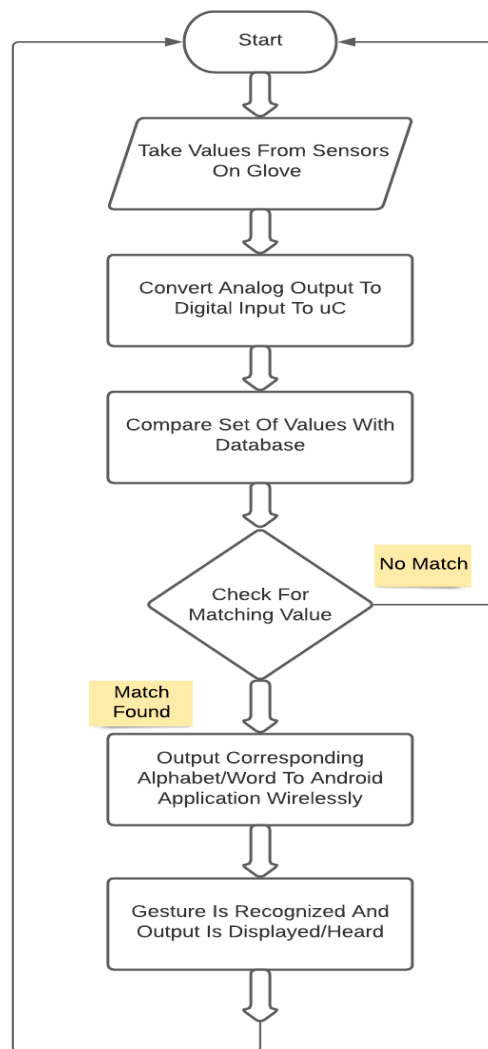 Start
Take Values From Sensors
On Glove
Convert Analog Output To
Digital Input To uC
Compare Set Of Values With
Database
No Match
Check For
Matching Value
Match
Found
Output Corresponding
Alphabet/Word To Android
Application Wirelessly
Gesture Is Recognized And
Output Is Displayed/Heard